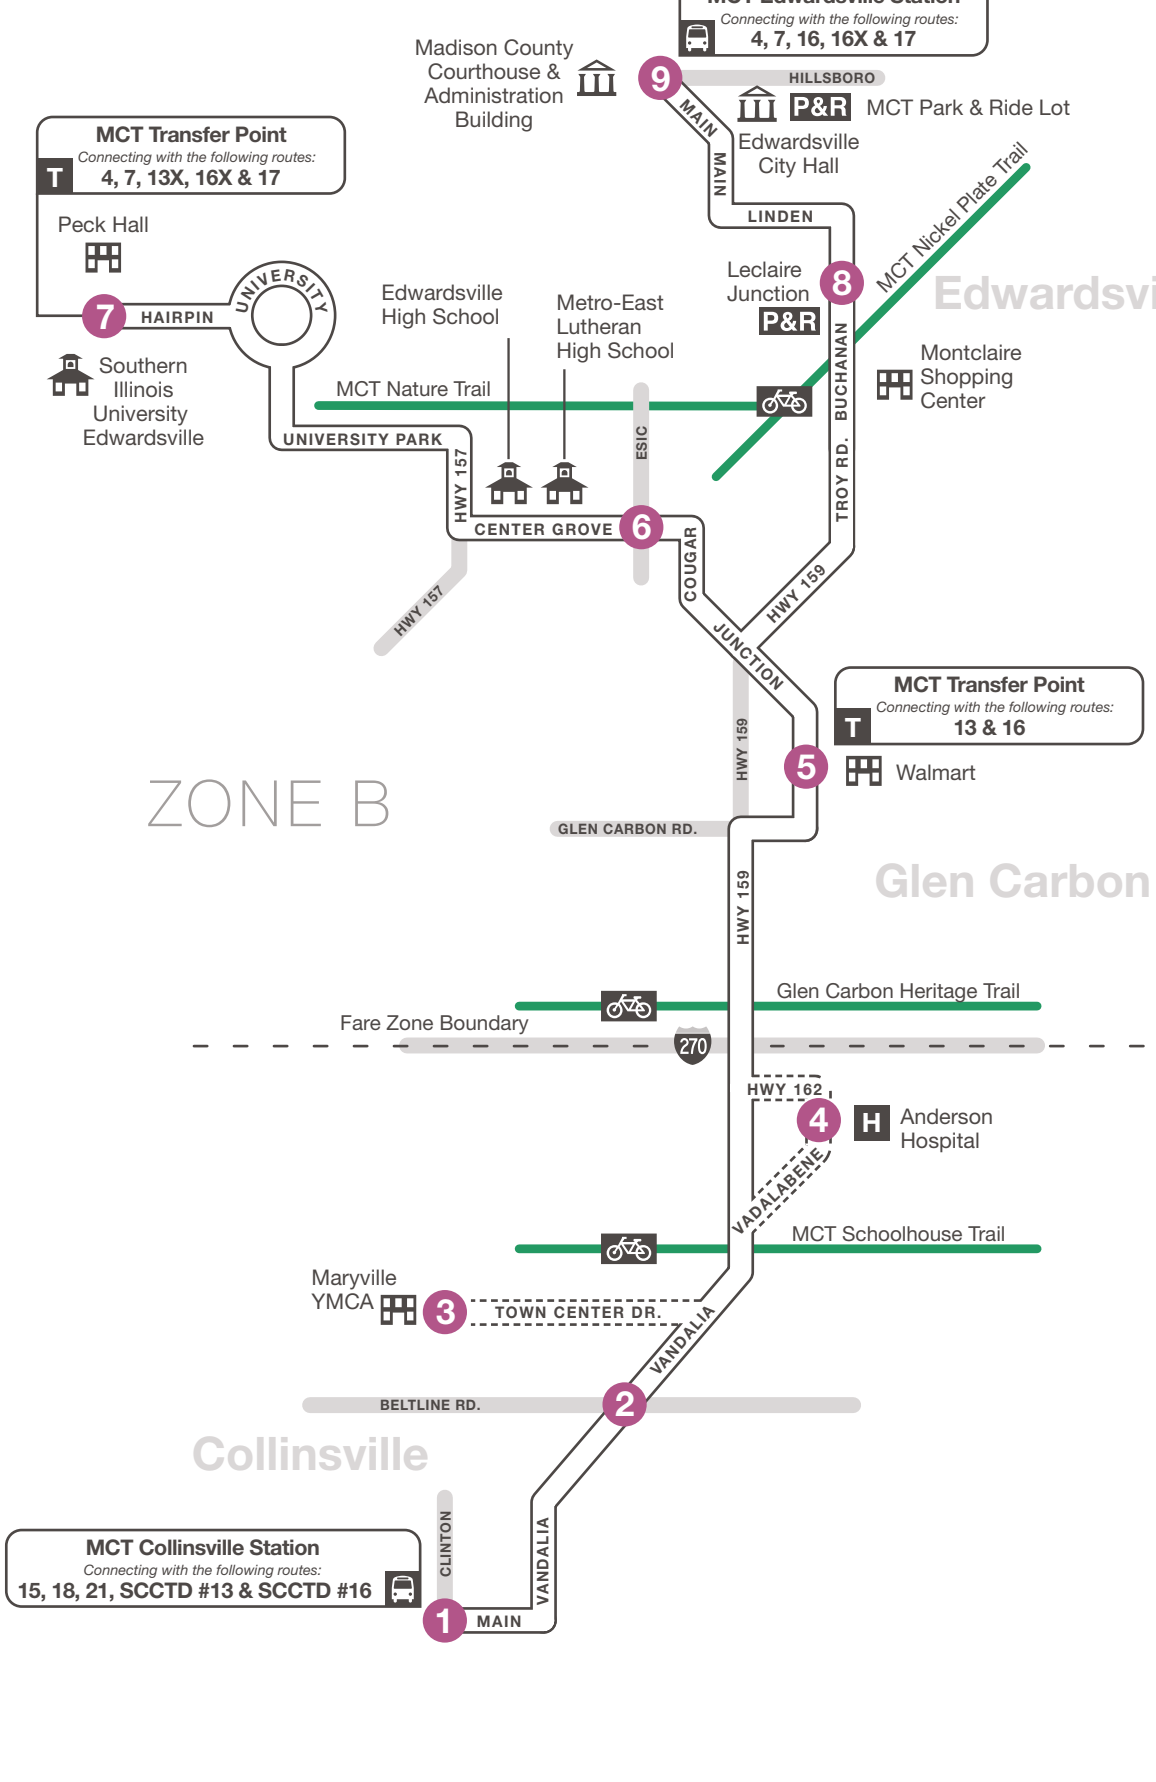 MCT Edwardsville Station
Connecting with the following routes:
4, 7, 16, 16X & 17
Madison County
Courthouse &
Administration
Building
9
HILLSBORO
MAIN
P&R
MCT Park & Ride Lot
Edwardsville
City Hall
MCT Transfer Point
Connecting with the following routes:
T
4, 7, 13X, 16X & 17
MAIN
LINDEN
MCT Nickel Plate Trail
Peck Hall
UNIVERSITY
7
HAIRPIN
Edwardsville
High School
Metro-East
Lutheran
High School
Leclaire
Junction
P&R
8
Edwardsvi
Southern
Illinois
University
Edwardsville
MCT Nature Trail
BUCHANAN
Montclaire
Shopping
Center
UNIVERSITY PARK
HWY 157
ESIC
TROY RD.
CENTER GROVE
6
COUGAR
HWY 157
HWY 159
JUNCTION
MCT Transfer Point
Connecting with the following routes:
T
13 & 16
HWY 159
5
Walmart
ZONE B
GLEN CARBON RD.
Glen Carbon
HWY 159
Glen Carbon Heritage Trail
Fare Zone Boundary
270
HWY 162
4
H
Anderson
Hospital
VADALABENE
MCT Schoolhouse Trail
Maryville
YMCA
3
TOWN CENTER DR.
VANDALIA
BELTLINE RD.
2
Collinsville
CLINTON
VANDALIA
MCT Collinsville Station
Connecting with the following routes:
15, 18, 21, SCCTD #13 & SCCTD #16
1
MAIN